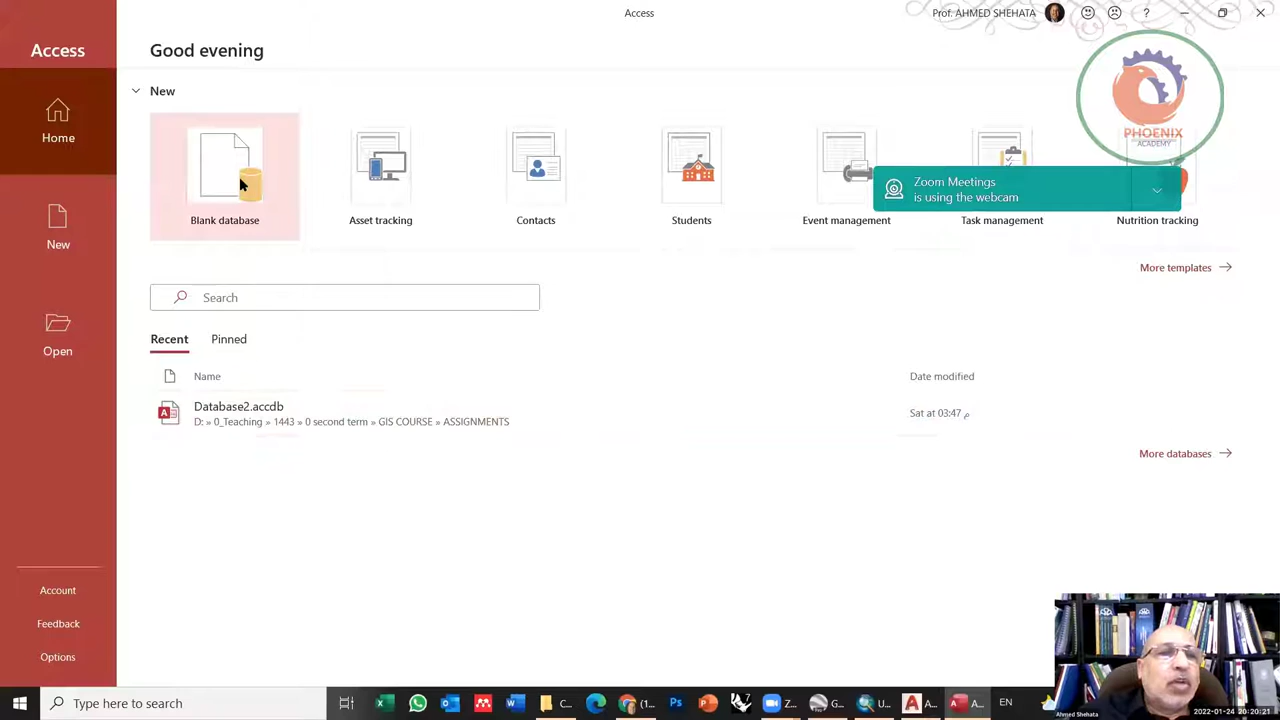 Access
Prof. AHMED SHEHATA
?
Access
Good evening
Home
New
Open
Account
Feedback
Options
New
Blank database
Asset tracking
Contacts
Students
Event management
Task management
Nutrition tracking
PHOENIX
ACADEMY
Zoom Meetings
is using the webcam
More templates
Search
Recent
Pinned
Name
Date modified
A
Database2.accdb
D: » 0_Teaching » 1443 » 0 second term » GIS COURSE » ASSIGNMENTS
Sat at 03:47 م
More databases
Type here to search
C...
(1...
Z...
G...
U...
A...
A...
EN
Ahmed Shehata
2022-01-24 20:20:21